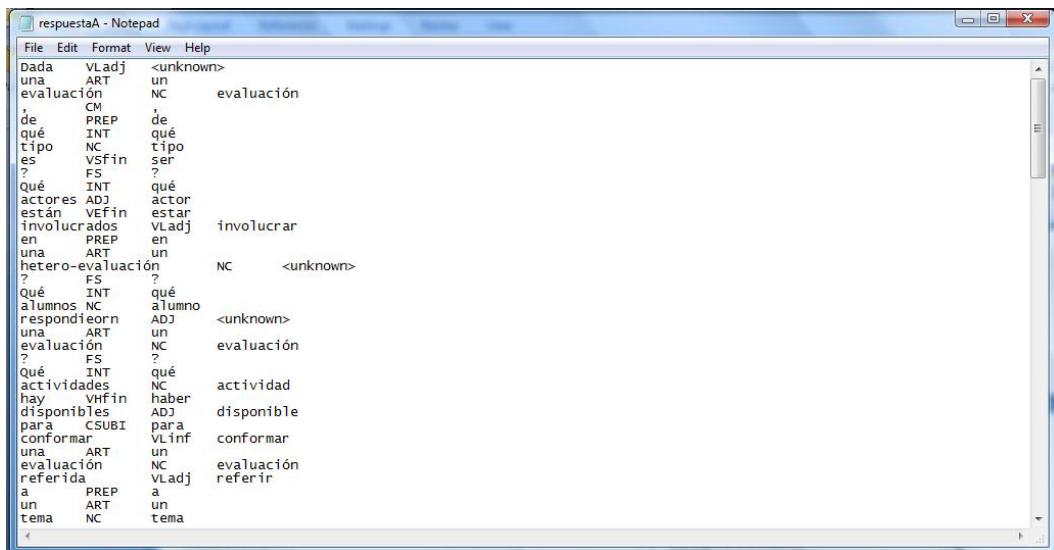 respuestaA - Notepad
File Edit Format View Help
Dada VLadj <unknown>
una ART un
evaluación NC evaluación
, CM ,
de PREP de
qué INT qué
tipo NC tipo
es VSfin ser
? FS ?
Qué INT qué
actores ADJ actor
están VEfin estar
involucrados VLadj involucrar
en PREP en
una ART un
hetero-evaluación NC <unknown>
? FS ?
Qué INT qué
alumnos NC alumno
respondieorn ADJ <unknown>
una ART un
evaluación NC evaluación
? FS ?
Qué INT qué
actividades NC actividad
hay VHfin haber
disponibles ADJ disponible
para CSUBI para
conformar VLinf conformar
una ART un
evaluación NC evaluación
referida VLadj referir
a PREP a
un ART un
tema NC tema